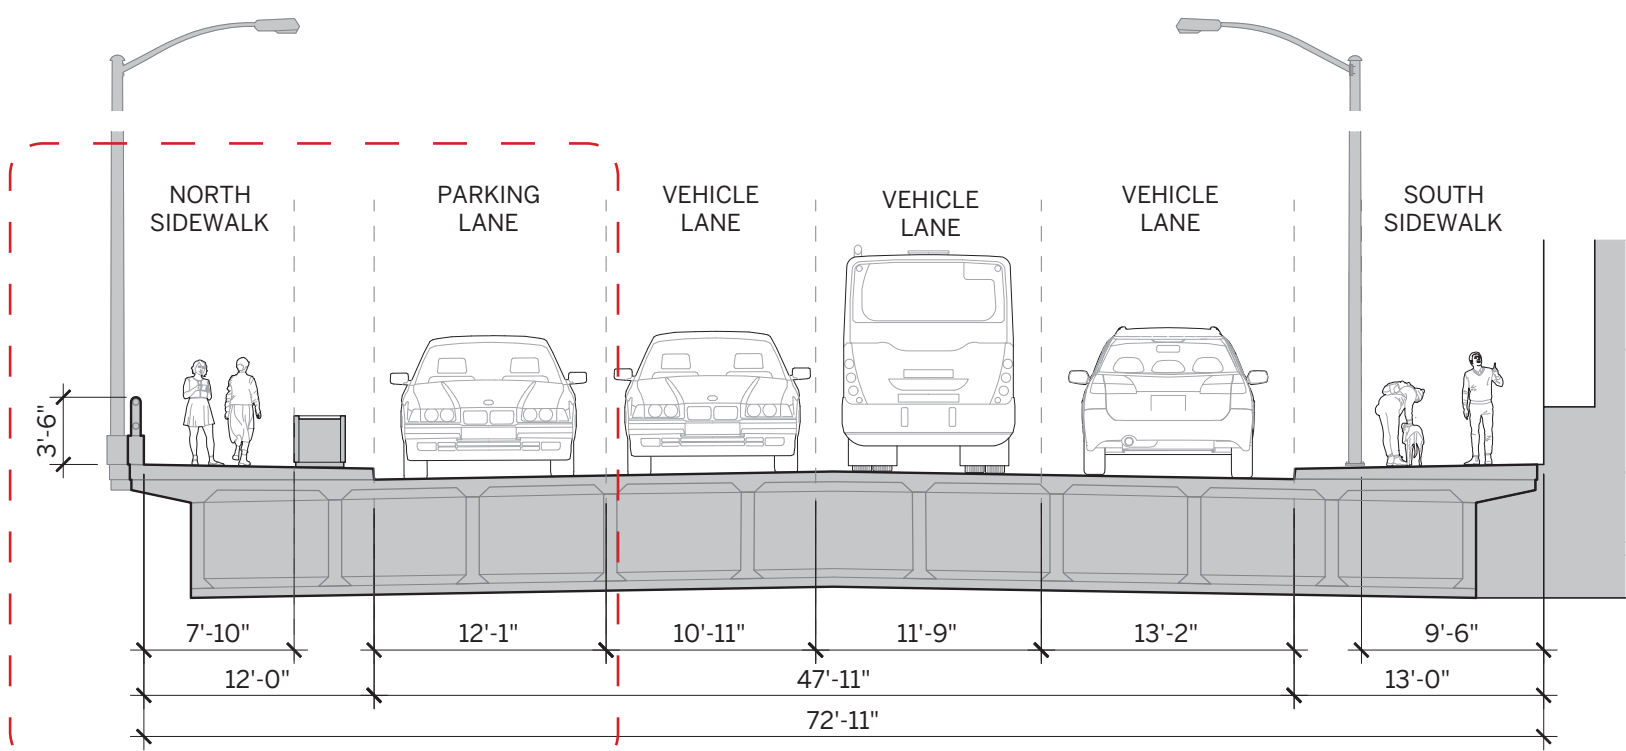 NORTH
SIDEWALK
PARKING
LANE
VEHICLE
LANE
VEHICLE
LANE
VEHICLE
LANE
SOUTH
SIDEWALK
3'-6"
7'-10"
12'-1"
10'-11"
11'-9"
13'-2"
9'-6"
12'-0"
47'-11"
13'-0"
72'-11"